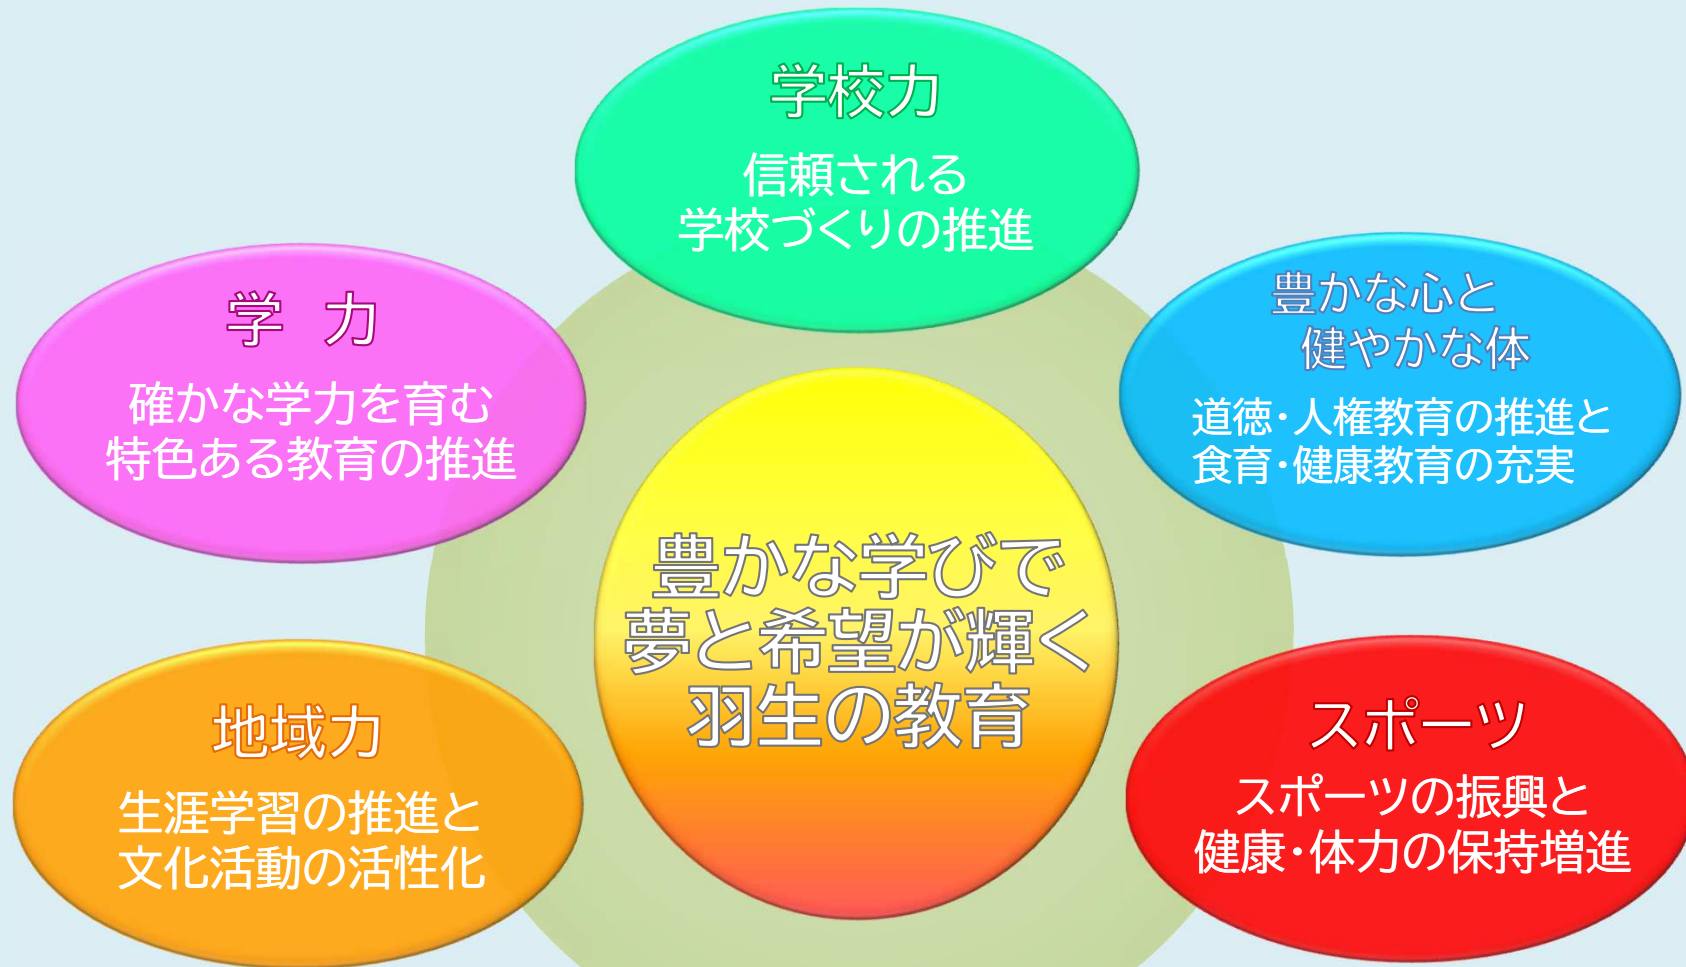 学校力
信頼される
学校づくりの推進
学　力
確かな学力を育む
特色ある教育の推進
豊かな心と
健やかな体
道徳・人権教育の推進と
食育・健康教育の充実
豊かな学びで
夢と希望が輝く
羽生の教育
地域力
生涯学習の推進と
文化活動の活性化
スポーツ
スポーツの振興と
健康・体力の保持増進